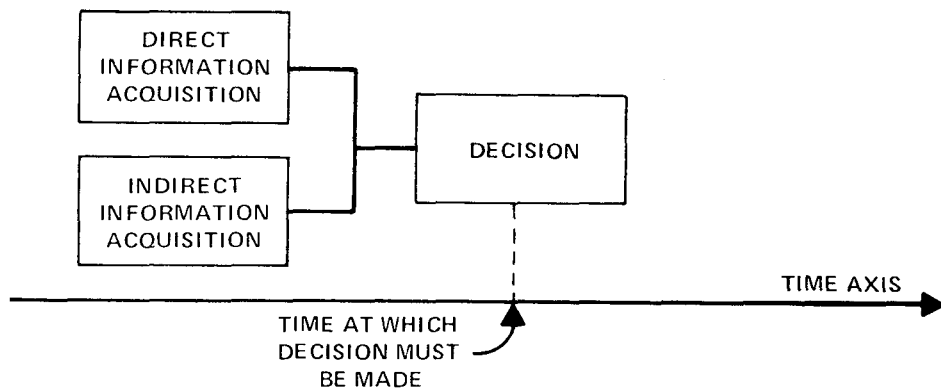 DIRECT
INFORMATION
ACQUISITION
DECISION
INDIRECT
INFORMATION
ACQUISITION
TIME AXIS
TIME AT WHICH
DECISION MUST
BE MADE